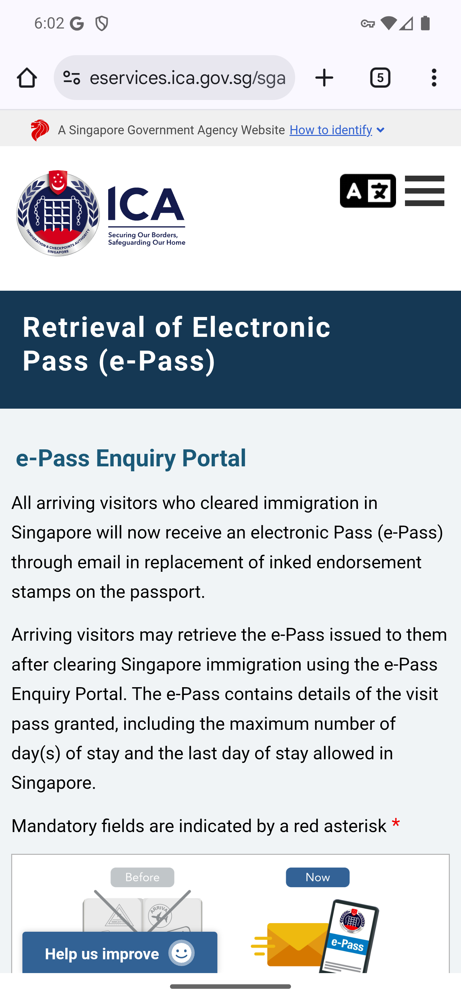 6:02
eservices.ica.gov.sg/sga
5
A Singapore Government Agency Website How to identify
IMMIGRATION & CHECKPOINTS AUTHORITY
SINGAPORE
ICA
Securing Our Borders,
Safeguarding Our Home
A 文
Retrieval of Electronic
Pass (e-Pass)
e-Pass Enquiry Portal
All arriving visitors who cleared immigration in
Singapore will now receive an electronic Pass (e-Pass)
through email in replacement of inked endorsement
stamps on the passport.
Arriving visitors may retrieve the e-Pass issued to them
after clearing Singapore immigration using the e-Pass
Enquiry Portal. The e-Pass contains details of the visit
pass granted, including the maximum number of
day(s) of stay and the last day of stay allowed in
Singapore.
Mandatory fields are indicated by a red asterisk *
Before
Now
e-Pass
Help us improve